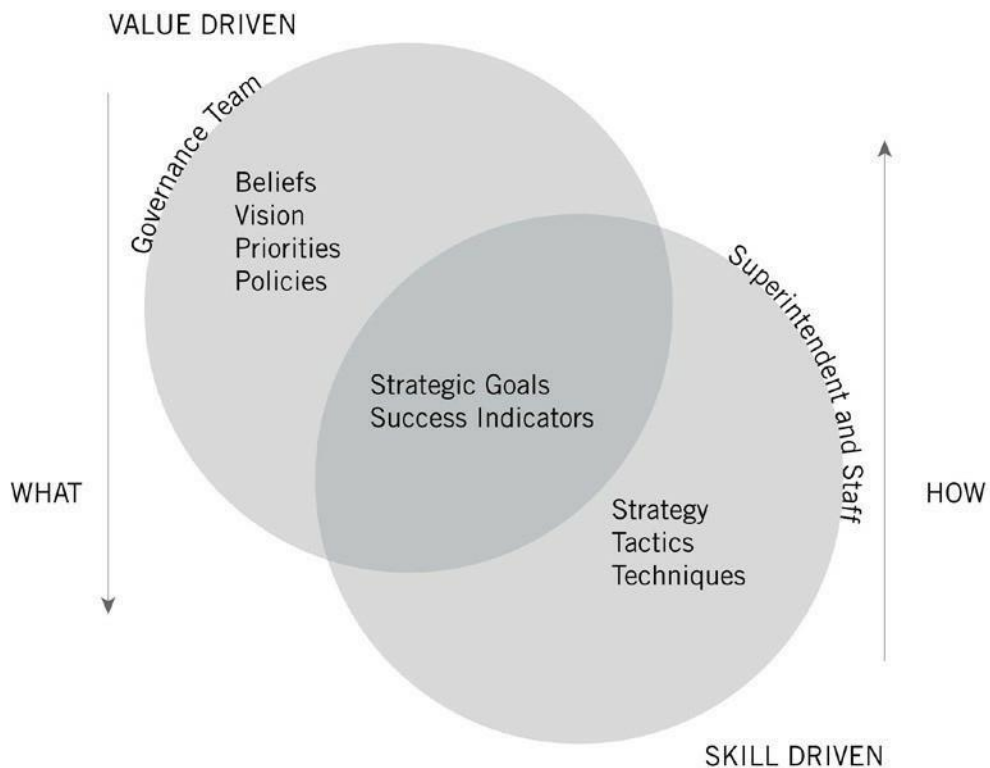 VALUE DRIVEN
Governance Team
Beliefs
Vision
Priorities
Policies
Strategic Goals
Success Indicators
Superintendent and Staff
WHAT
HOW
Strategy
Tactics
Techniques
SKILL DRIVEN